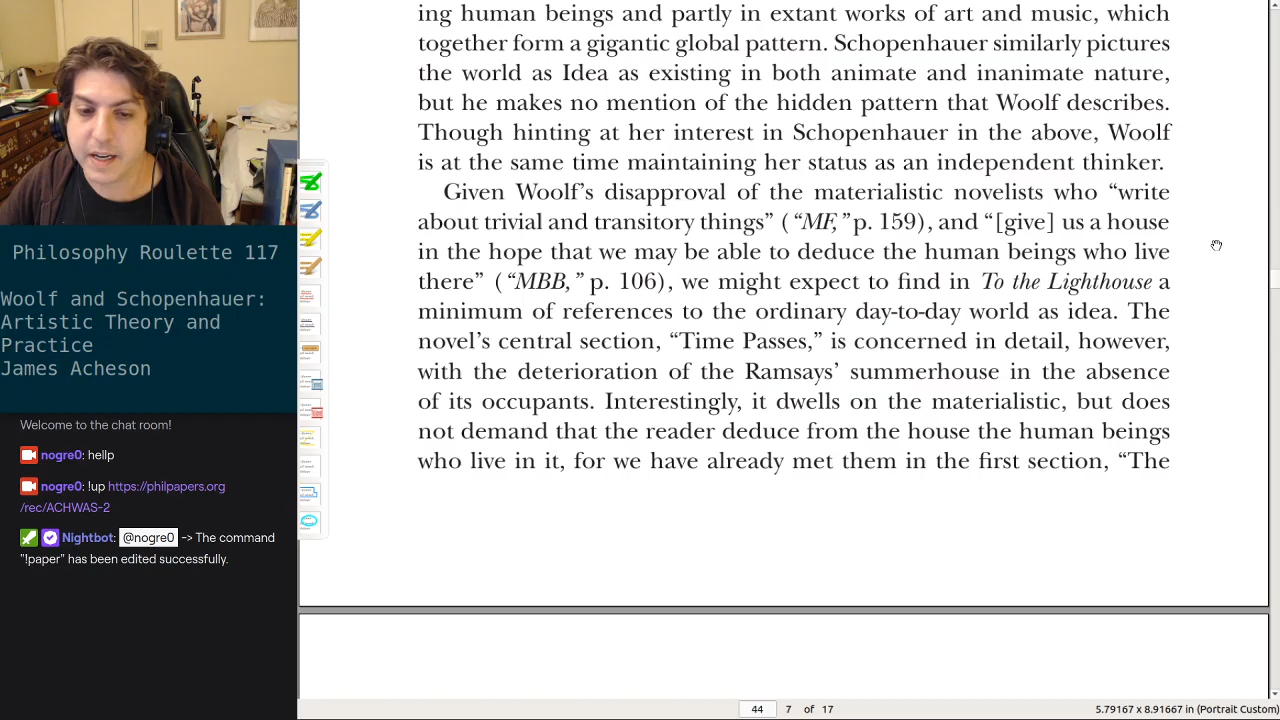 ing human beings and partly in extant works of art and music, which
together form a gigantic global pattern. Schopenhauer similarly pictures
the world as Idea as existing in both animate and inanimate nature,
but he makes no mention of the hidden pattern that Woolf describes.
Though hinting at her interest in Schopenhauer in the above, Woolf
is at the same time maintaining her status as an independent thinker.
Given Woolf's disapproval of the materialistic novelists who "write
about trivial and transitory things" ( "MF," p. 159) and "[give] us a house
in the hope that we may be able to deduce the human beings who live
there" ( "MBB," p. 106), we might expect to find in To the Lighthouse a
minimum of references to the ordinary day-to-day world as idea. The
novel's central section, "Time Passes," is concerned in detail, however,
with the deterioration of the Ramsays' summerhouse in the absence
of its occupants. Interesting but dwelt on is materialistic. It does
not demand that the reader deduce from the house the human beings
who live in it, for we have already met them in the first section, "The
Philosophy Roulette 117
Woolf and Schopenhauer:
Artistic Theory and
Practice
James Acheson
Welcome to the chat room!
nogre0: hellp
nogre0: !up https://philpapers.org
/rec/ACHWAS-2
Nightbot: @nogre0 -> The command
"!paper" has been edited successfully.
44 7 of 17 5.79167 x 8.91667 in (Portrait Custom)